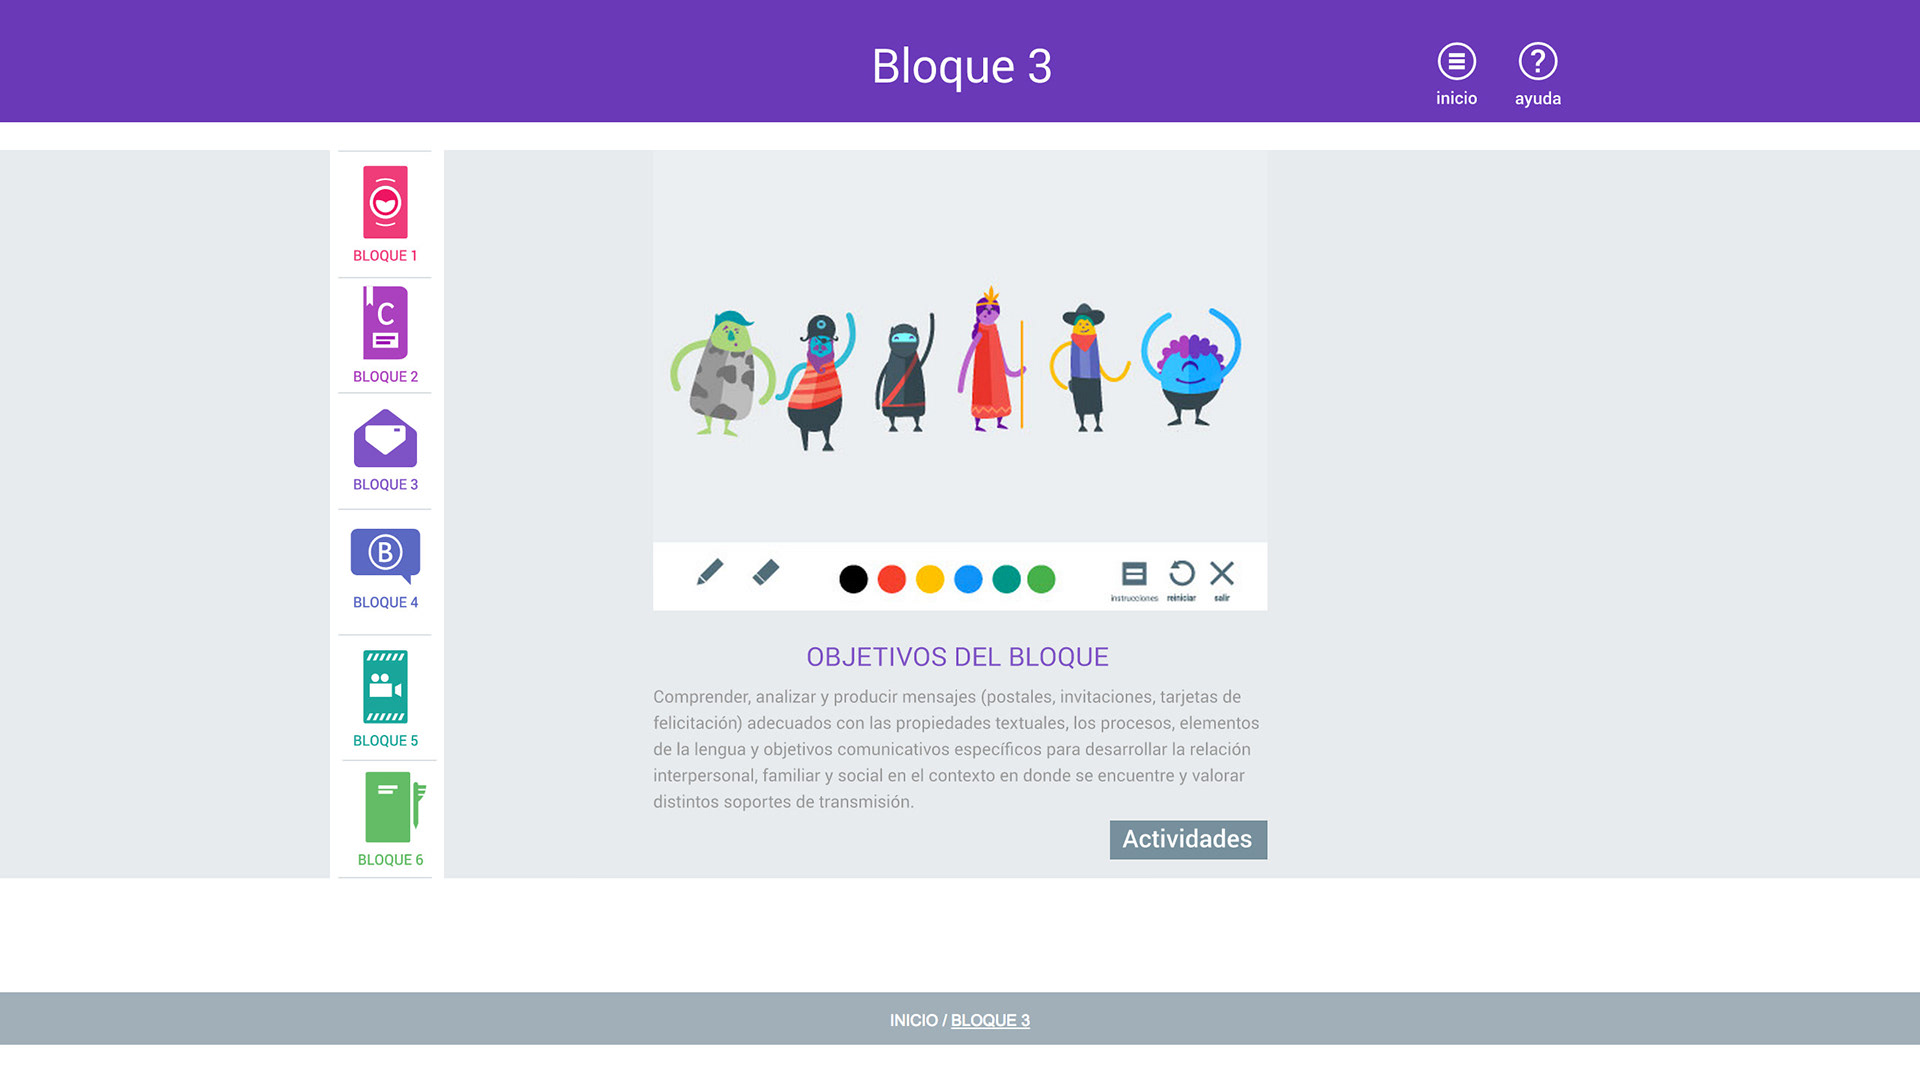 Bloque 3
inicio
ayuda
BLOQUE 1
C
BLOQUE 2
BLOQUE 3
B
BLOQUE 4
BLOQUE 5
BLOQUE 6
instrucciones
reiniciar
salir
OBJETIVOS DEL BLOQUE
Comprender, analizar y producir mensajes (postales, invitaciones, tarjetas de
felicitación) adecuados con las propiedades textuales, los procesos, elementos
de la lengua y objetivos comunicativos específicos para desarrollar la relación
interpersonal, familiar y social en el contexto en donde se encuentre y valorar
distintos soportes de transmisión.
Actividades
INICIO / BLOQUE 3